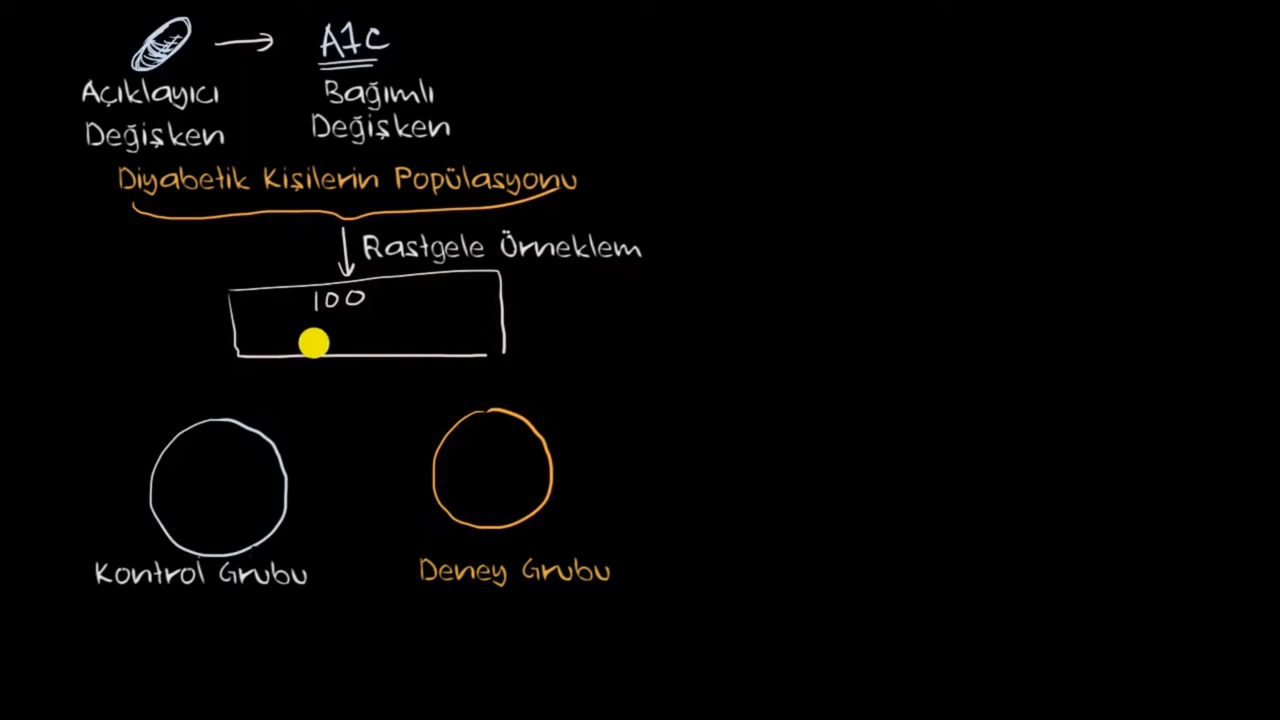 A1C
Açıklayıcı
Değişken
Bağımlı
Değişken
Diyabetik Kişilerin Popülasyonu
Rastgele Örneklem
100
Kontrol Grubu
Deney Grubu